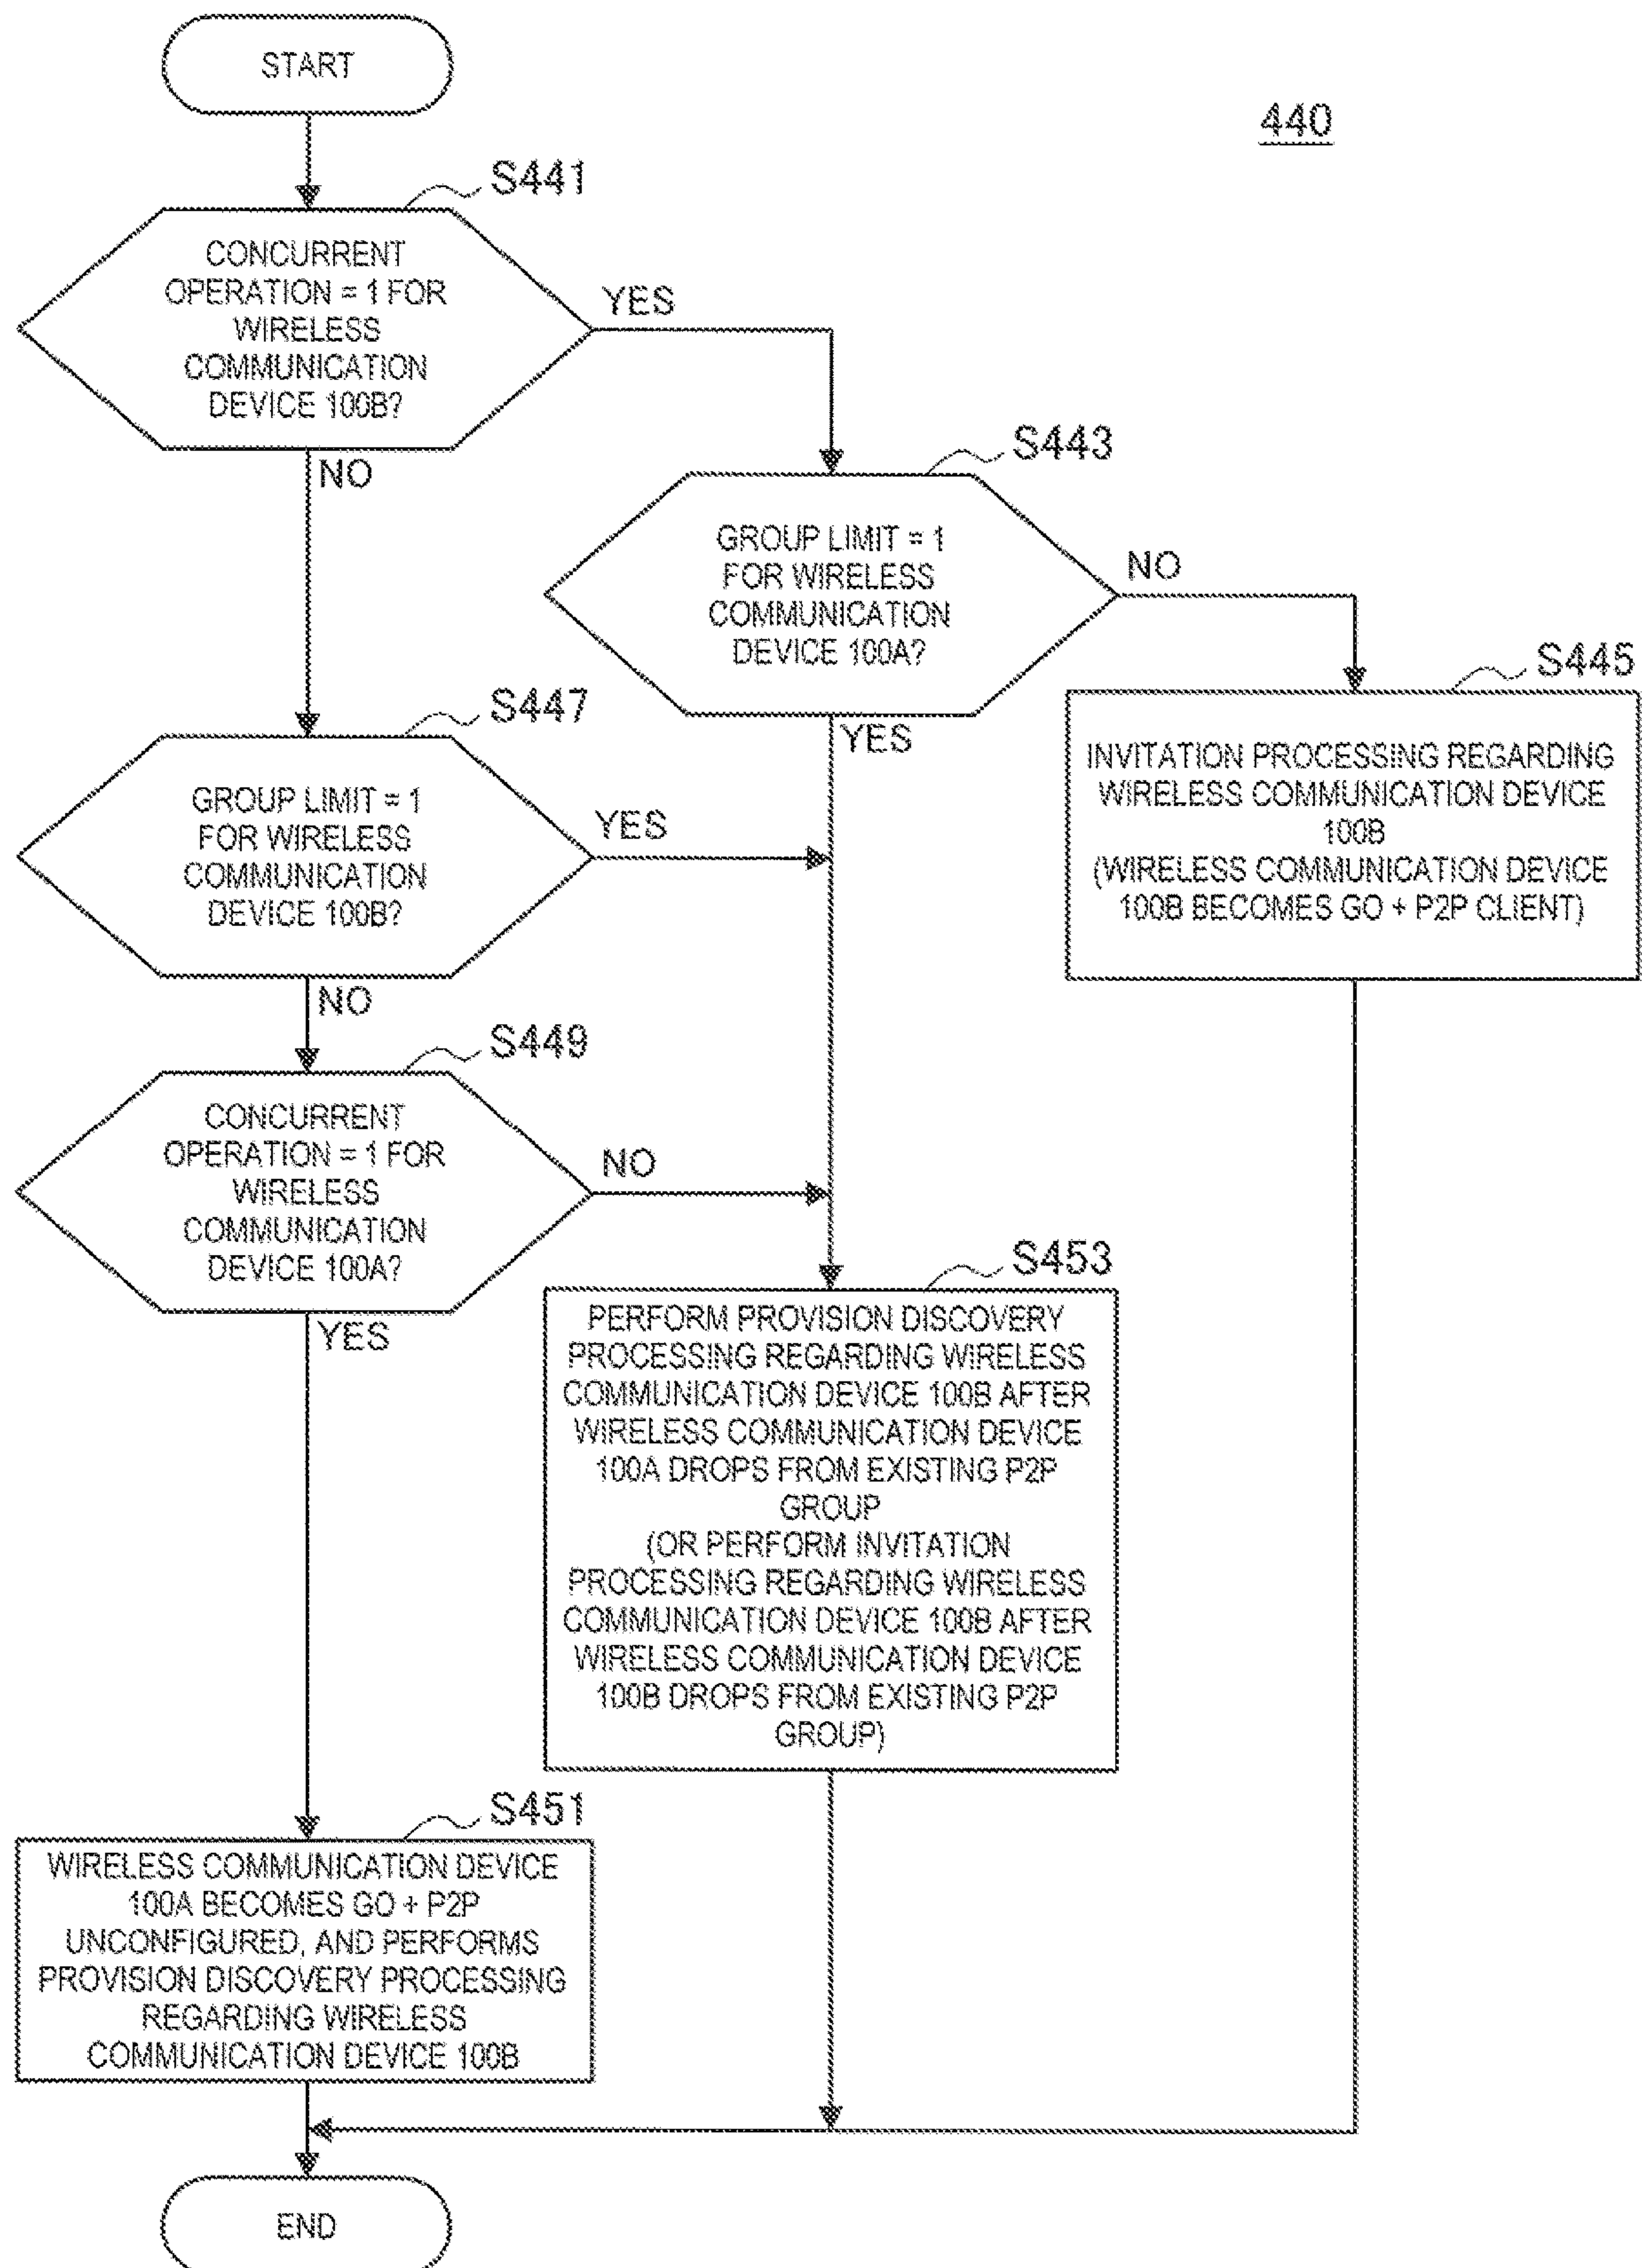 START
440
S441
CONCURRENT
OPERATION = 1 FOR
WIRELESS
COMMUNICATION
DEVICE 100B?
YES
NO
S443
GROUP LIMIT = 1
FOR WIRELESS
COMMUNICATION
DEVICE 100A?
NO
YES
S445
INVITATION PROCESSING REGARDING
WIRELESS COMMUNICATION DEVICE
100B
(WIRELESS COMMUNICATION DEVICE
100B BECOMES GO + P2P CLIENT)
S447
GROUP LIMIT = 1
FOR WIRELESS
COMMUNICATION
DEVICE 100B?
YES
NO
S449
CONCURRENT
OPERATION = 1 FOR
WIRELESS
COMMUNICATION
DEVICE 100A?
NO
YES
S453
PERFORM PROVISION DISCOVERY
PROCESSING REGARDING WIRELESS
COMMUNICATION DEVICE 100B AFTER
WIRELESS COMMUNICATION DEVICE
100A DROPS FROM EXISTING P2P
GROUP
(OR PERFORM INVITATION
PROCESSING REGARDING WIRELESS
COMMUNICATION DEVICE 100B AFTER
WIRELESS COMMUNICATION DEVICE
100B DROPS FROM EXISTING P2P
GROUP)
S451
WIRELESS COMMUNICATION DEVICE
100A BECOMES GO + P2P
UNCONFIGURED, AND PERFORMS
PROVISION DISCOVERY PROCESSING
REGARDING WIRELESS
COMMUNICATION DEVICE 100B
END